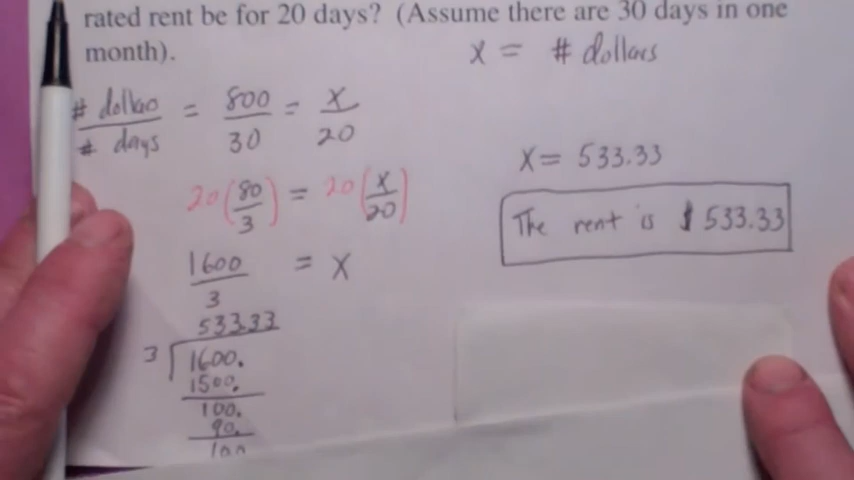 rated rent be for 20 days? (Assume there are 30 days in one
month).
x = # dollars
# dollars / # days = 800/30 = x/20
20(80/3) = 20(x/20)
1600/3 = x
533.33
3 1600.
1500.
100.
90.
100
x = 533.33
The rent is $533.33